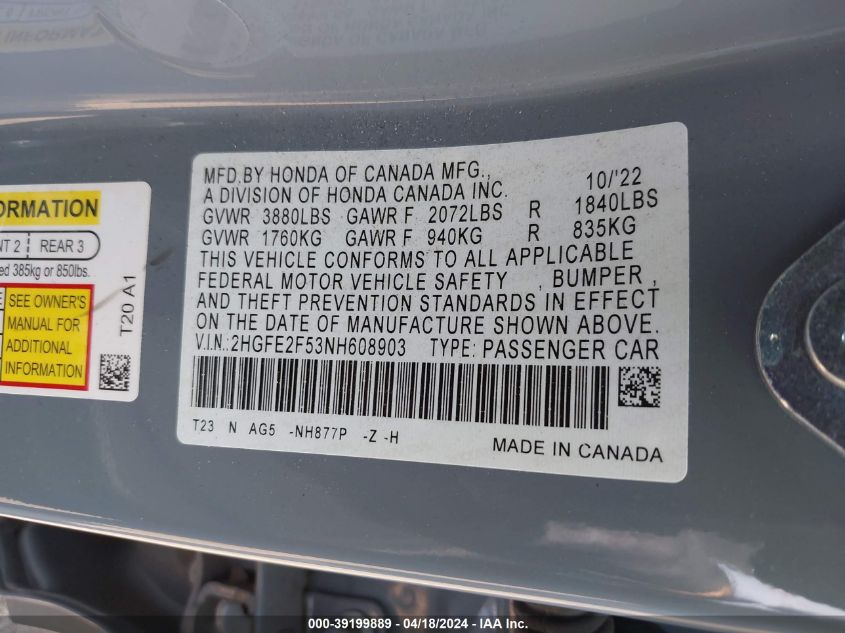 ORMATION
NT 2 REAR 3
ed 385kg or 850lbs.
SEE OWNER'S
MANUAL FOR
ADDITIONAL
INFORMATION
T20 A1
MFD.BY HONDA OF CANADA MFG., 10/'22
A DIVISION OF HONDA CANADA INC.
GVWR 3880LBS GAWR F 2072LBS R 1840LBS
GVWR 1760KG GAWR F 940KG R 835KG
THIS VEHICLE CONFORMS TO ALL APPLICABLE
FEDERAL MOTOR VEHICLE SAFETY , BUMPER ,
AND THEFT PREVENTION STANDARDS IN EFFECT
ON THE DATE OF MANUFACTURE SHOWN ABOVE.
V.I.N.: 2HGFE2F53NH608903 TYPE: PASSENGER CAR
T23 N AG5 -NH877P -Z -H
MADE IN CANADA
000-39199889 - 04/18/2024 - IAA Inc.